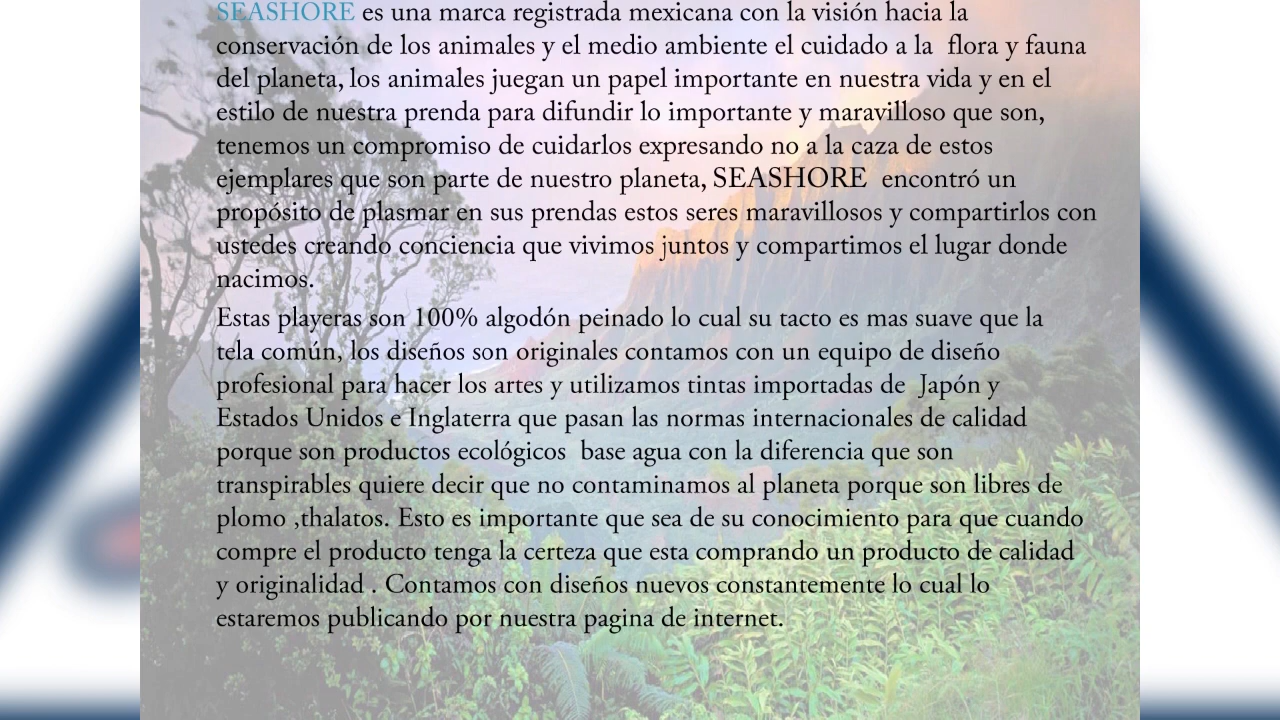 SEASHORE es una marca registrada mexicana con la visión hacia la
conservación de los animales y el medio ambiente el cuidado a la  flora y fauna
del planeta, los animales juegan un papel importante en nuestra vida y en el
estilo de nuestra prenda para difundir lo importante y maravilloso que son,
tenemos un compromiso de cuidarlos expresando no a la caza de estos
ejemplares que son parte de nuestro planeta, SEASHORE  encontró un
propósito de plasmar en sus prendas estos seres maravillosos y compartirlos con
ustedes creando conciencia que vivimos juntos y compartimos el lugar donde
nacimos.
Estas playeras son 100% algodón peinado lo cual su tacto es mas suave que la
tela común, los diseños son originales contamos con un equipo de diseño
profesional para hacer los artes y utilizamos tintas importadas de  Japón y
Estados Unidos e Inglaterra que pasan las normas internacionales de calidad
porque son productos ecológicos  base agua con la diferencia que son
transpirables quiere decir que no contaminamos al planeta porque son libres de
plomo ,thalatos. Esto es importante que sea de su conocimiento para que cuando
compre el producto tenga la certeza que esta comprando un producto de calidad
y originalidad . Contamos con diseños nuevos constantemente lo cual lo
estaremos publicando por nuestra pagina de internet.